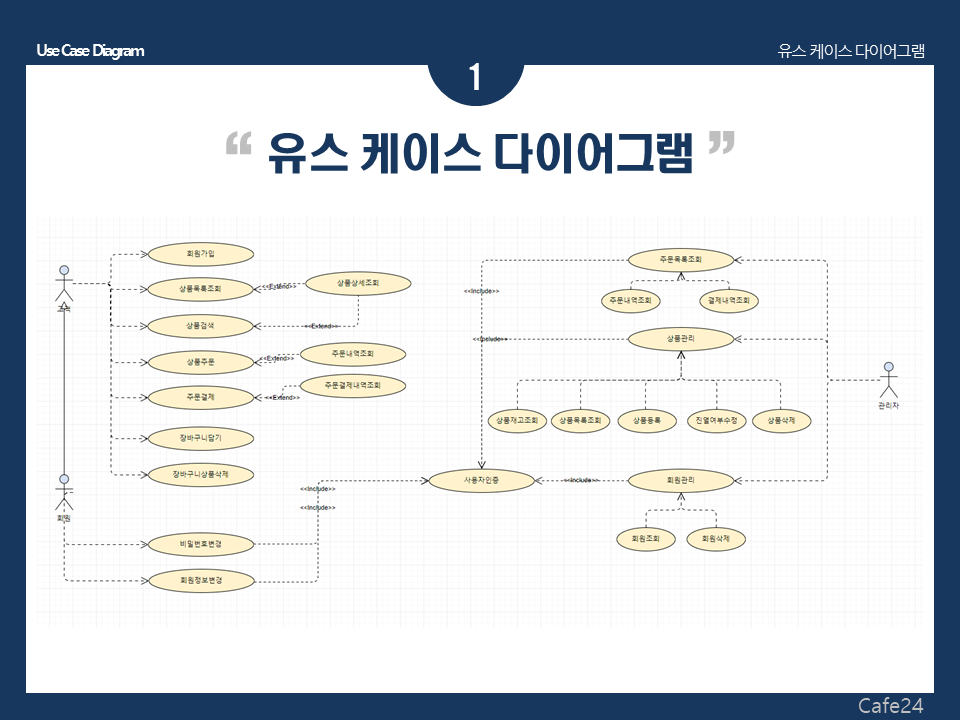 Use Case Diagram
유스 케이스 다이어그램
1
“ 유스 케이스 다이어그램 ”
회원가입
상품목록조회
<<Extend>>
상품상세조회
고객
상품검색
<<Extend>>
상품주문
<<Extend>>
주문내역조회
주문결제
<<Extend>>
주문결제내역조회
장바구니담기
장바구니상품삭제
회원
<<Include>>
<<Include>>
비밀번호변경
회원정보변경
사용자인증
주문목록조회
<<Include>>
주문내역조회
결제내역조회
상품관리
<<Include>>
상품재고조회
상품목록조회
상품등록
진열여부수정
상품삭제
관리자
<<Include>>
회원관리
회원조회
회원삭제
Cafe24